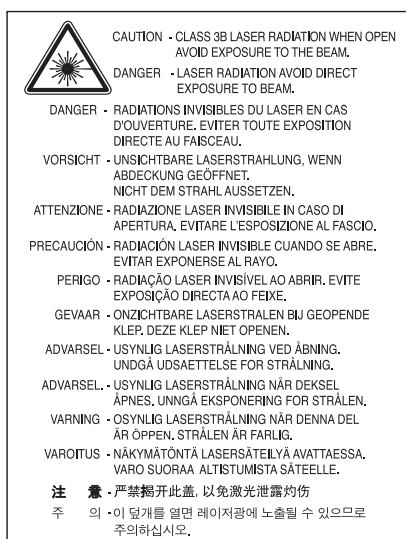 CAUTION - CLASS 3B LASER RADIATION WHEN OPEN
AVOID EXPOSURE TO THE BEAM.
DANGER - LASER RADIATION AVOID DIRECT
EXPOSURE TO BEAM.
DANGER - RADIATIONS INVISIBLES DU LASER EN CAS
D'OUVERTURE. EVITER TOUTE EXPOSITION
DIRECTE AU FAISCEAU.
VORSICHT - UNSICHTBARE LASERSTRAHLUNG, WENN
ABDECKUNG GEÖFFNET.
NICHT DEM STRAHL AUSSETZEN.
ATTENZIONE - RADIAZIONE LASER INVISIBILE IN CASO DI
APERTURA. EVITARE L'ESPOSIZIONE AL FASCIO.
PRECAUCIÓN - RADIACIÓN LASER INVISIBLE CUANDO SE ABRE.
EVITAR EXPONERSE AL RAYO.
PERIGO - RADIAÇÃO LASER INVISÍVEL AO ABRIR. EVITE
EXPOSIÇÃO DIRECTA AO FEIXE.
GEVAAR - ONZICHTBARE LASERSTRALEN BIJ GEOPENDE
KLEP. DEZE KLEP NIET OPENEN.
ADVARSEL - USYNLIG LASERSTRÅLNING VED ÅBNING.
UNDGÅ UDSAETTELSE FOR STRÅLNING.
ADVARSEL. - USYNLIG LASERSTRÅLNING NÅR DEKSEL
ÅPNES. UNNGÅ EKSPONERING FOR STRÅLEN.
VARNING - OSYNLIG LASERSTRÅLNING NÄR DENNA DEL
ÄR ÖPPEN. STRÅLEN ÄR FARLIG.
VAROITUS - NÄKYMÄTÖNTÄ LASERSÄTEILYÄ AVATTAESSA.
VARO SUORAA ALTISTUMISTA SÄTEELLE.
注 意 - 严禁揭开此盖, 以免激光泄露灼伤
주 의 - 이 덮개를 열면 레이저광에 노출될 수 있으므로
주의하십시오.